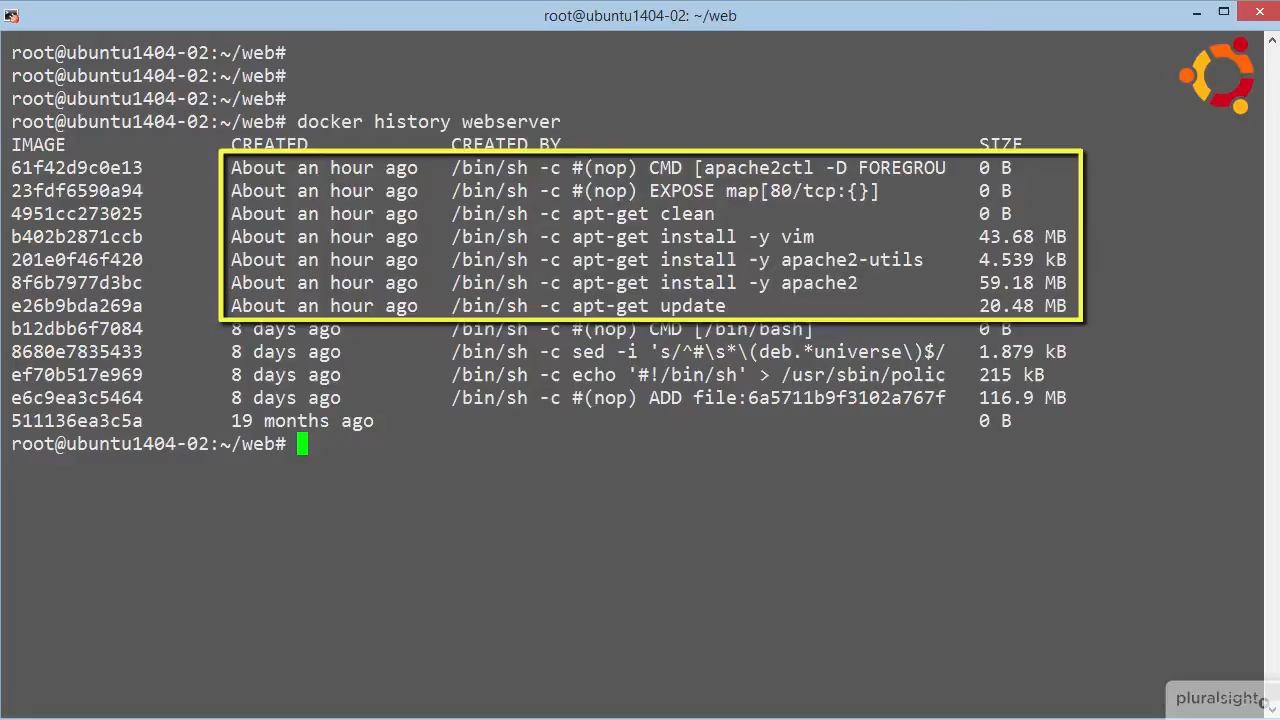 root@ubuntu1404-02: ~/web
root@ubuntu1404-02:~/web#
root@ubuntu1404-02:~/web#
root@ubuntu1404-02:~/web#
root@ubuntu1404-02:~/web# docker history webserver
IMAGE CREATED CREATED BY SIZE
61f42d9c0e13 About an hour ago /bin/sh -c #(nop) CMD [apache2ctl -D FOREGROU 0 B
23fdf6590a94 About an hour ago /bin/sh -c #(nop) EXPOSE map[80/tcp:{}] 0 B
4951cc273025 About an hour ago /bin/sh -c apt-get clean 0 B
b402b2871ccb About an hour ago /bin/sh -c apt-get install -y vim 43.68 MB
201e0f46f420 About an hour ago /bin/sh -c apt-get install -y apache2-utils 4.539 kB
8f6b7977d3bc About an hour ago /bin/sh -c apt-get install -y apache2 59.18 MB
e26b9bda269a About an hour ago /bin/sh -c apt-get update 20.48 MB
b12dbb6f7084 8 days ago /bin/sh -c #(nop) CMD [/bin/bash] 0 B
8680e7835433 8 days ago /bin/sh -c sed -i 's/^#\s*\(deb.*universe\)$/ 1.879 kB
ef70b517e969 8 days ago /bin/sh -c echo '#!/bin/sh' > /usr/sbin/polic 215 kB
e6c9ea3c5464 8 days ago /bin/sh -c #(nop) ADD file:6a5711b9f3102a767f 116.9 MB
511136ea3c5a 19 months ago 0 B
root@ubuntu1404-02:~/web#
pluralsight